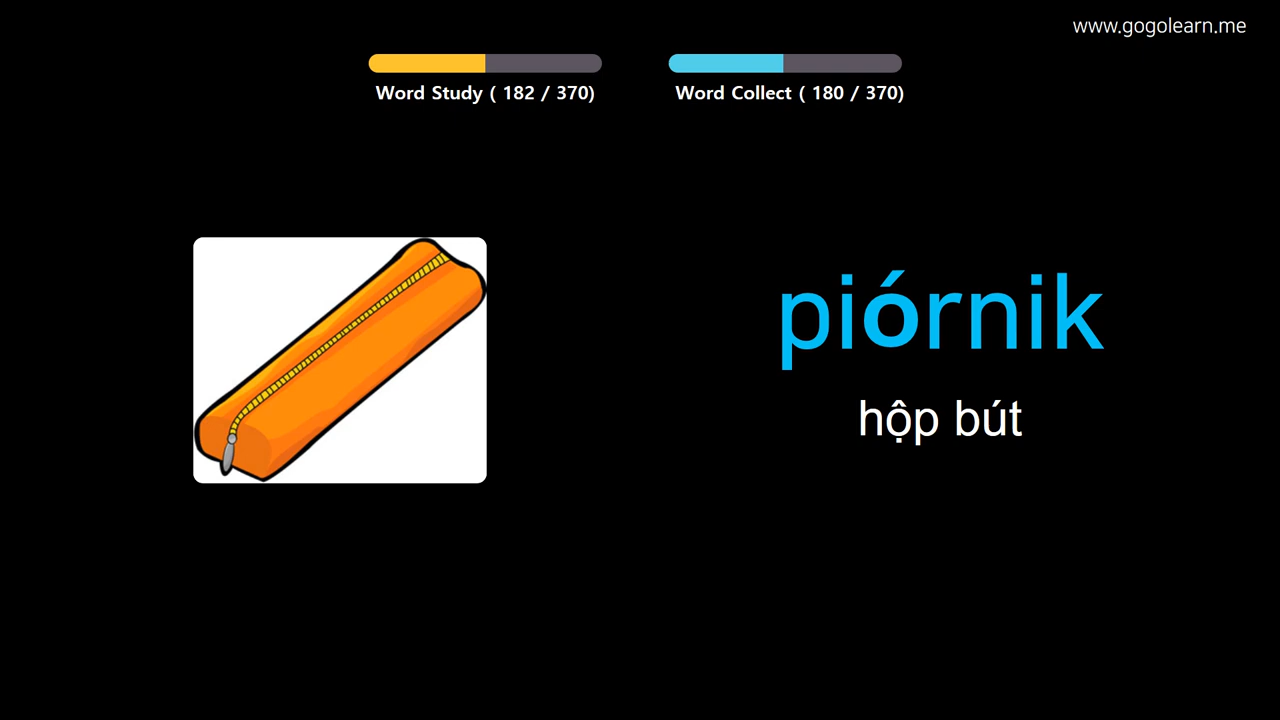 www.gogolearn.me
Word Study ( 182 / 370)
Word Collect ( 180 / 370)
piórnik
hộp bút